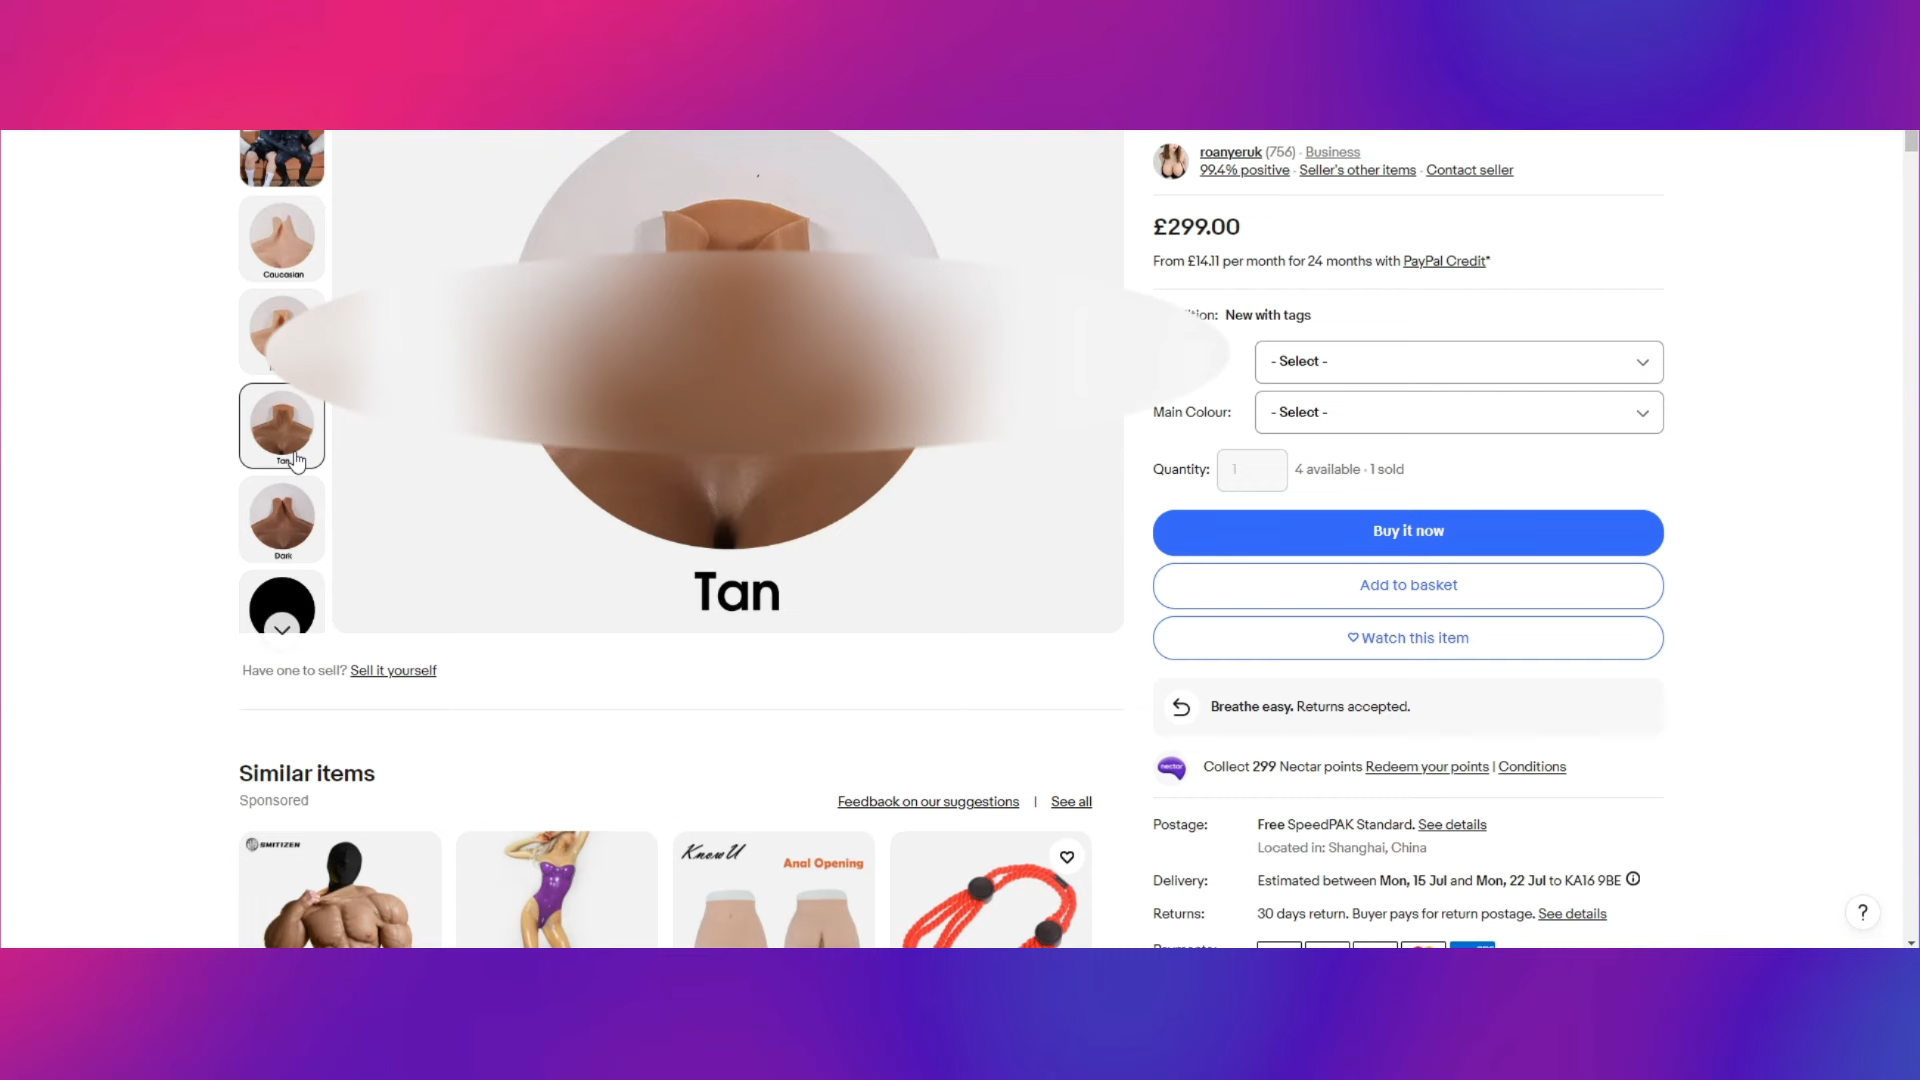 roanyeruk (756) · Business
99.4% positive · Seller's other items · Contact seller
£299.00
From £14.11 per month for 24 months with PayPal Credit*
New with tags
- Select -
Main Colour: - Select -
Quantity: 1 4 available · 1 sold
Buy it now
Add to basket
Watch this item
Breathe easy. Returns accepted.
nectar
Collect 299 Nectar points Redeem your points | Conditions
Postage: Free SpeedPAK Standard. See details
Located in: Shanghai, China
Delivery: Estimated between Mon, 15 Jul and Mon, 22 Jul to KA16 9BE
Returns: 30 days return. Buyer pays for return postage. See details
Caucasian
Tan
Dark
Tan
Have one to sell? Sell it yourself
Similar items
Sponsored
Feedback on our suggestions | See all
SMITIZEN
KnowU
Anal Opening
?